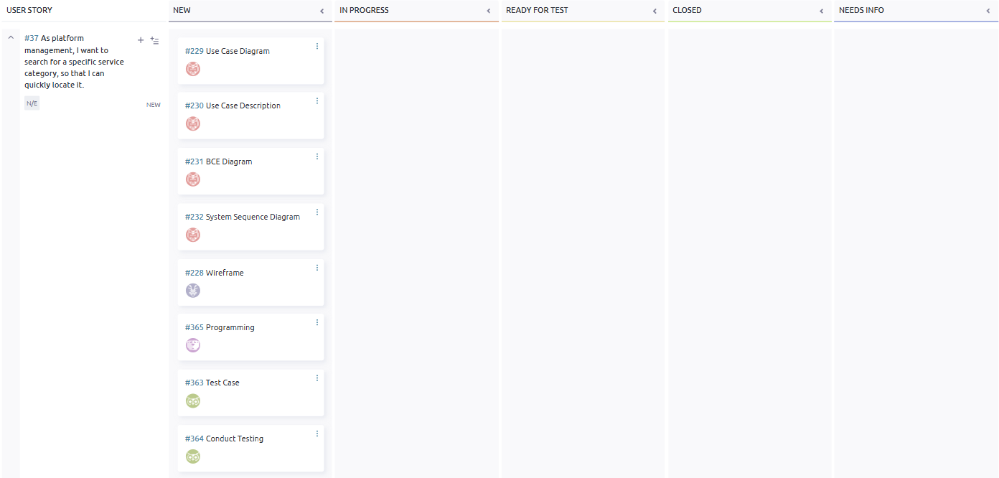 USER STORY
NEW
IN PROGRESS
READY FOR TEST
CLOSED
NEEDS INFO
#37 As platform
management, I want to
search for a specific service
category, so that I can
quickly locate it.
N/E
NEW
#229 Use Case Diagram
#230 Use Case Description
#231 BCE Diagram
#232 System Sequence Diagram
#228 Wireframe
#365 Programming
#363 Test Case
#364 Conduct Testing